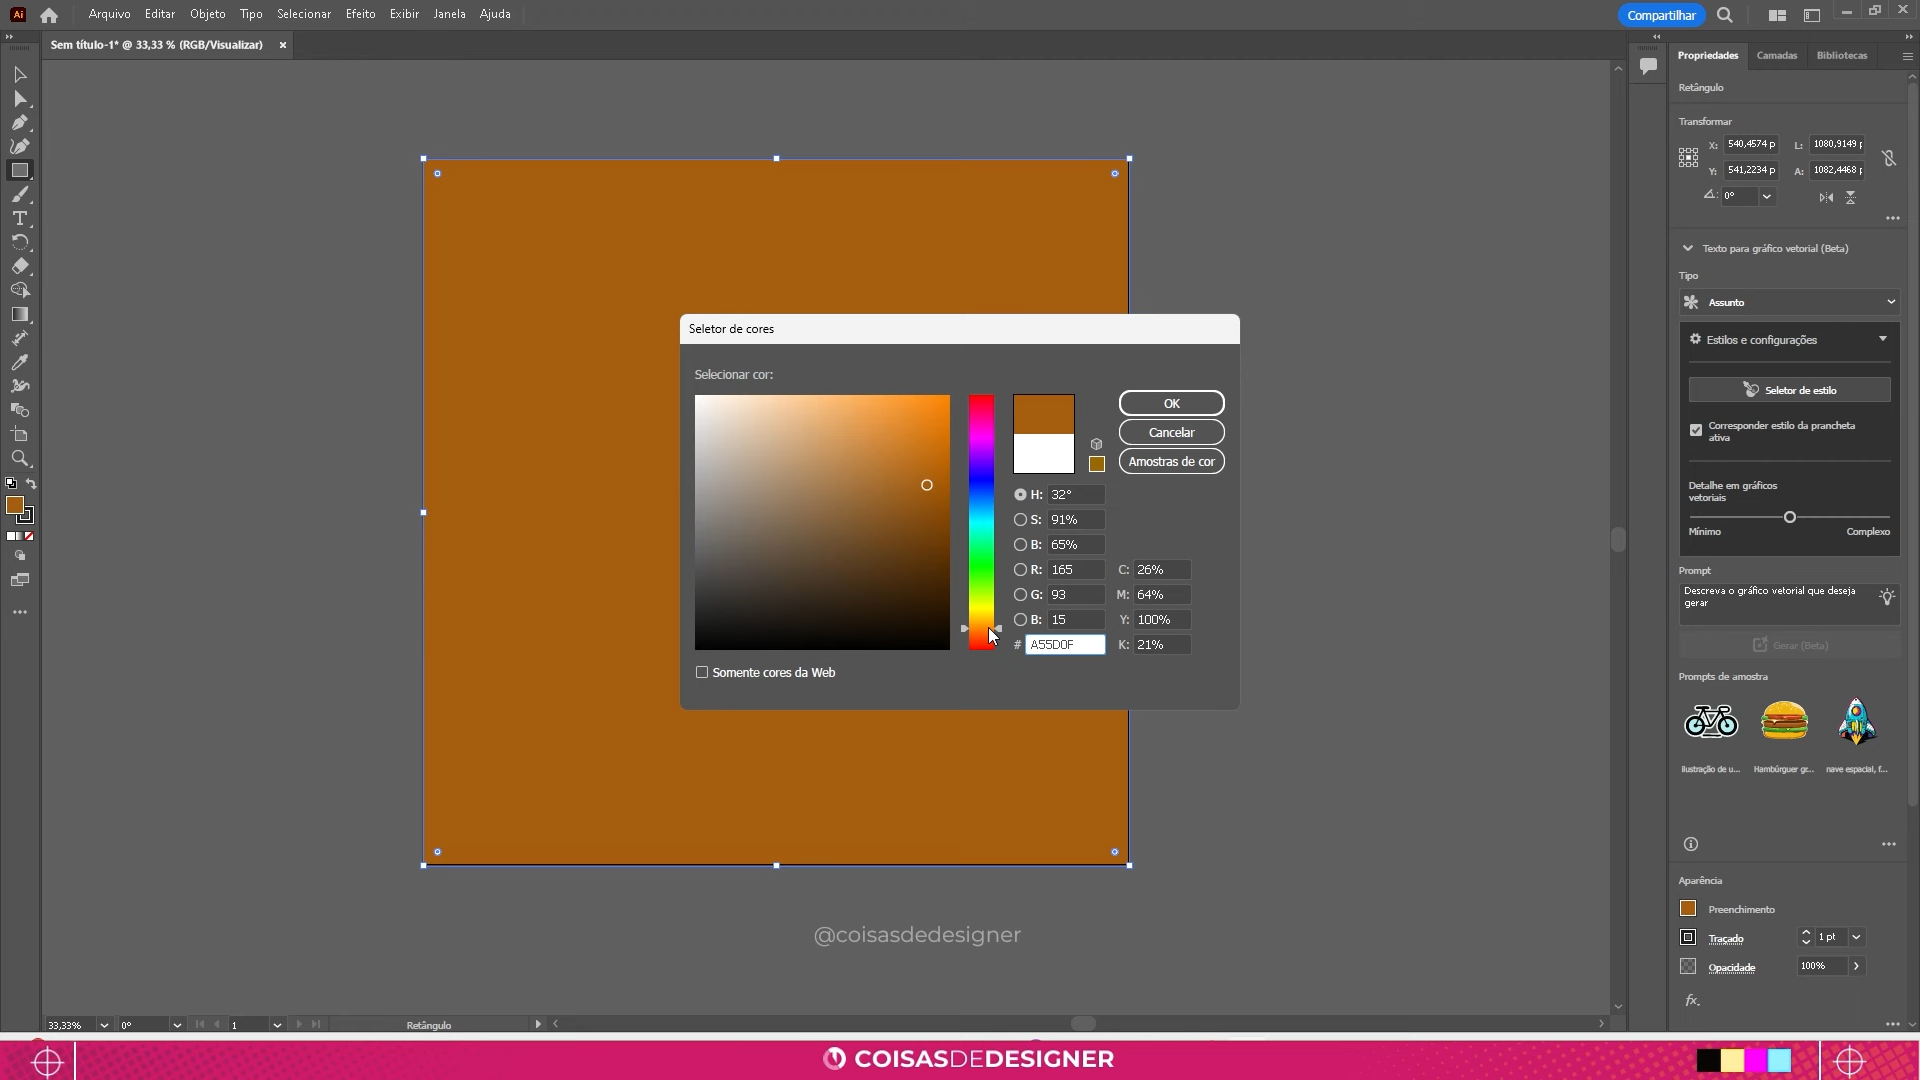 Ai Arquivo Editar Objeto Tipo Selecionar Efeito Exibir Janela Ajuda Compartilhar
Sem título-1* @ 33,33 % (RGB/Visualizar) ×
Propriedades Camadas Bibliotecas
Retângulo
Transformar
X: 540,4574 p L: 1080,9149 p
Y: 541,2234 p A: 1082,4468 p
0°
Texto para gráfico vetorial (Beta)
Tipo
Assunto
Estilos e configurações
Seletor de estilo
Corresponder estilo da prancheta
ativa
Detalhe em gráficos
vetoriais
Mínimo Complexo
Prompt
Descreva o gráfico vetorial que deseja
gerar
Gerar (Beta)
Prompts de amostra
Ilustração de u... Hambúrguer gr... nave espacial, f...
Aparência
Preenchimento
Traçado 1 pt
Opacidade 100%
fx.
Seletor de cores
Selecionar cor:
OK
Cancelar
Amostras de cor
H: 32°
S: 91%
B: 65%
R: 165 C: 26%
G: 93 M: 64%
B: 15 Y: 100%
# A55D0F K: 21%
Somente cores da Web
@coisasdedesigner
33,33% 0° 1 Retângulo
COISASDEDESIGNER